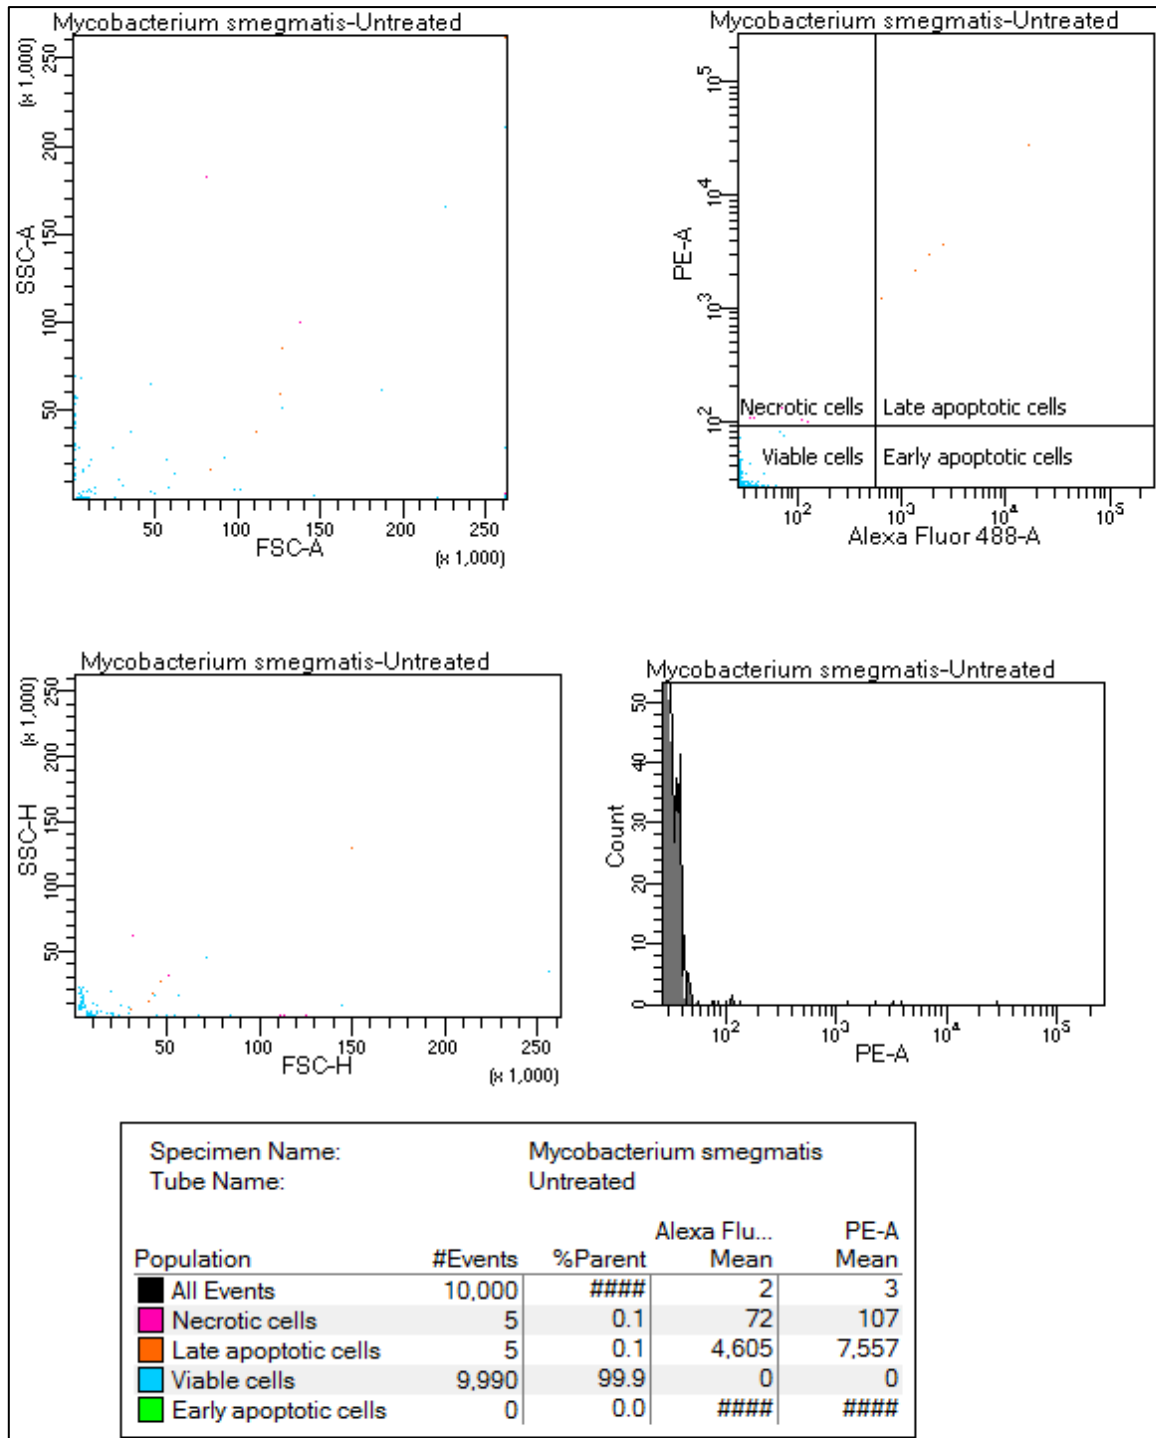 Mycobacterium smegmatis-Untreated
(x 1,000)
250
200
150
100
50
SSC-A
50 100 150 200 250
FSC-A
(x 1,000)
Mycobacterium smegmatis-Untreated
10^5
10^4
10^3
10^2
PE-A
Necrotic cells Late apoptotic cells
Viable cells Early apoptotic cells
10^2 10^3 10^4 10^5
Alexa Fluor 488-A
Mycobacterium smegmatis-Untreated
(x 1,000)
250
200
150
100
50
SSC-H
50 100 150 200 250
FSC-H
(x 1,000)
Mycobacterium smegmatis-Untreated
50
40
30
20
10
0
Count
10^2 10^3 10^4 10^5
PE-A
Specimen Name: Mycobacterium smegmatis
Tube Name: Untreated
Alexa Flu... PE-A
Population #Events %Parent Mean Mean
All Events 10,000 #### 2 3
Necrotic cells 5 0.1 72 107
Late apoptotic cells 5 0.1 4,605 7,557
Viable cells 9,990 99.9 0 0
Early apoptotic cells 0 0.0 #### ####